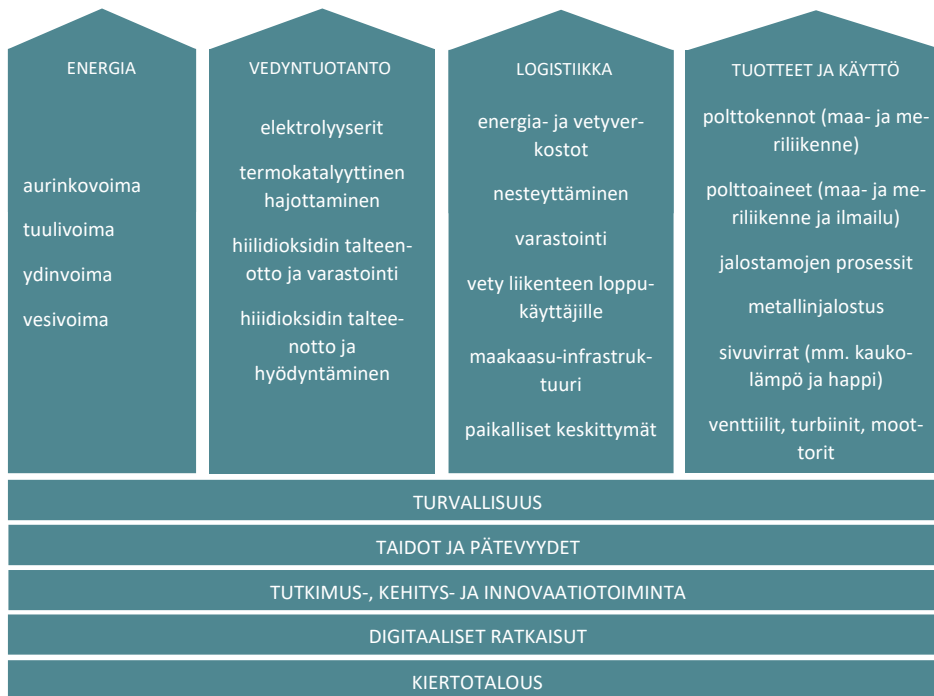 ENERGIA
aurinkovoima
tuulivoima
ydinvoima
vesivoima
VEDYNTUOTANTO
elektrolyyserit
termokatalyyttinen
hajottaminen
hiilidioksidin talteen-
otto ja varastointi
hiiidioksidin taltee-
notto ja
hyödyntäminen
LOGISTIIKKA
energia- ja vetyver-
kostot
nesteyttäminen
varastointi
vety liikenteen loppu-
käyttäjille
maakaasu-infrastruk-
tuuri
paikalliset keskittymät
TUOTTEET JA KÄYTTÖ
polttokennot (maa- ja me-
riliikenne)
polttoaineet (maa- ja me-
riliikenne ja ilmailu)
jalostamojen prosessit
metallinjalostus
sivuvirrat (mm. kauko-
lämpö ja happi)
venttiilit, turbiinit, moot-
torit
TURVALLISUUS
TAIDOT JA PÄTEVYYDET
TUTKIMUS-, KEHITYS- JA INNOVAATIOTOIMINTA
DIGITAALISET RATKAISUT
KIERTOTALOUS